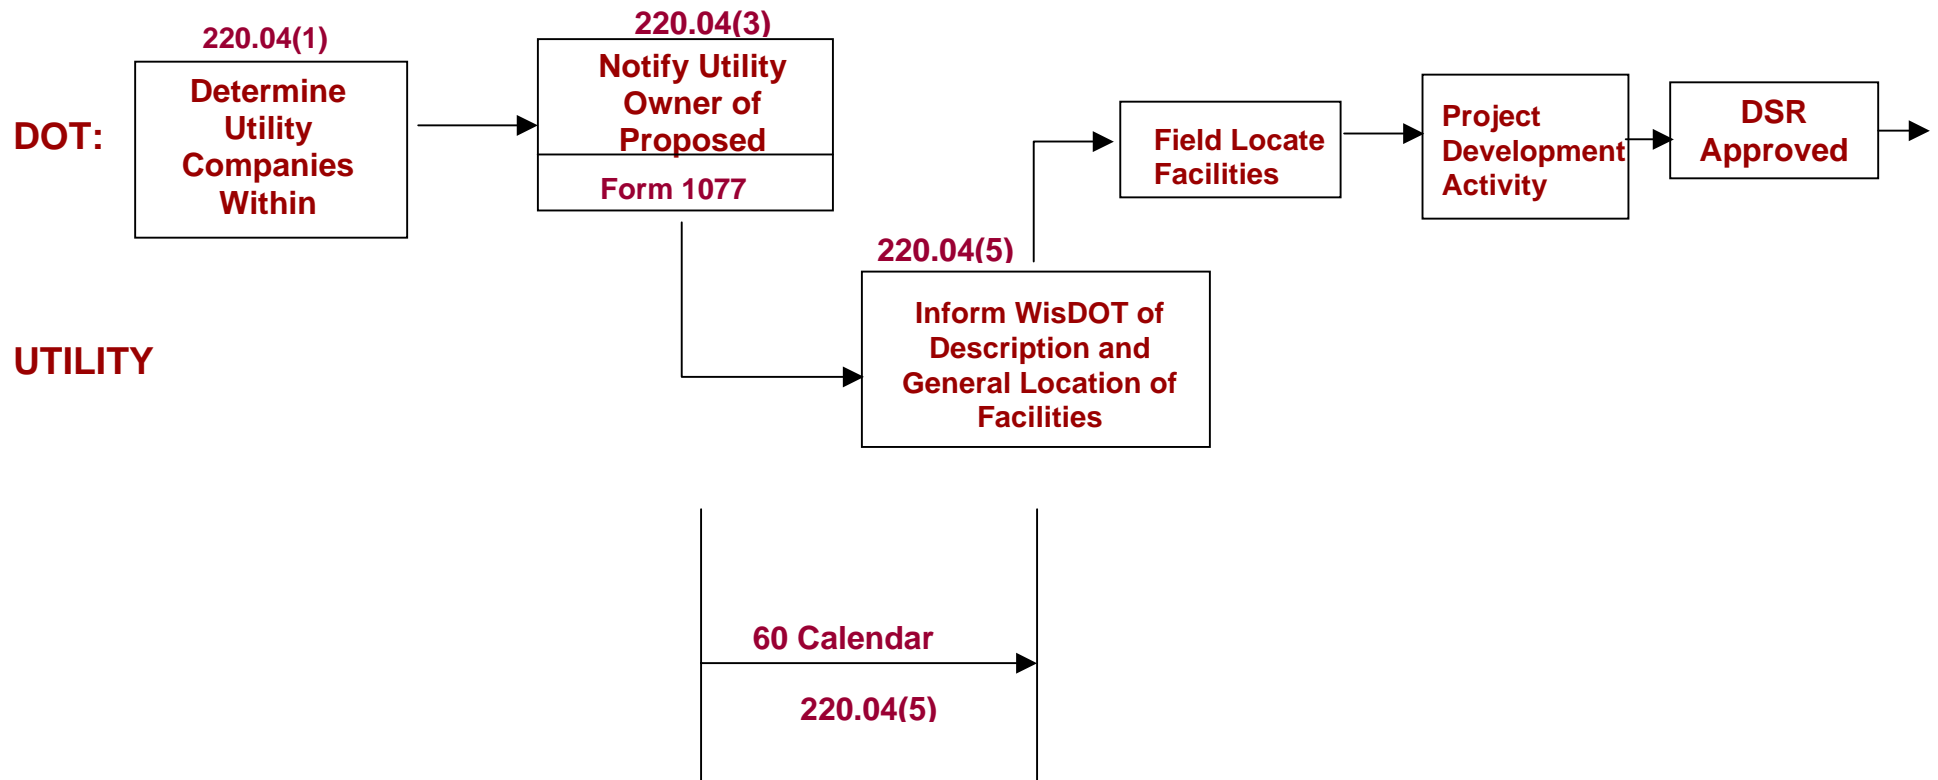 220.04(1)
220.04(3)
DOT:
Determine
Utility
Companies
Within
Notify Utility
Owner of
Proposed
Form 1077
Field Locate
Facilities
Project
Development
Activity
DSR
Approved
220.04(5)
UTILITY
Inform WisDOT of
Description and
General Location of
Facilities
60 Calendar
220.04(5)